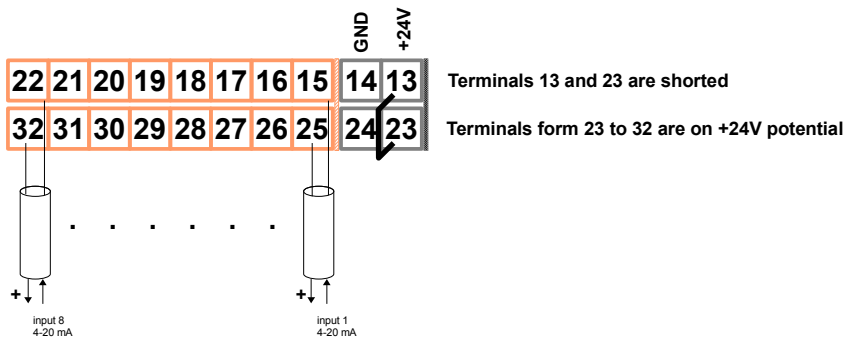 GND +24V
22 21 20 19 18 17 16 15 14 13 Terminals 13 and 23 are shorted
32 31 30 29 28 27 26 25 24 23 Terminals form 23 to 32 are on +24V potential
. . . . . .
+ +
input 8 input 1
4-20 mA 4-20 mA